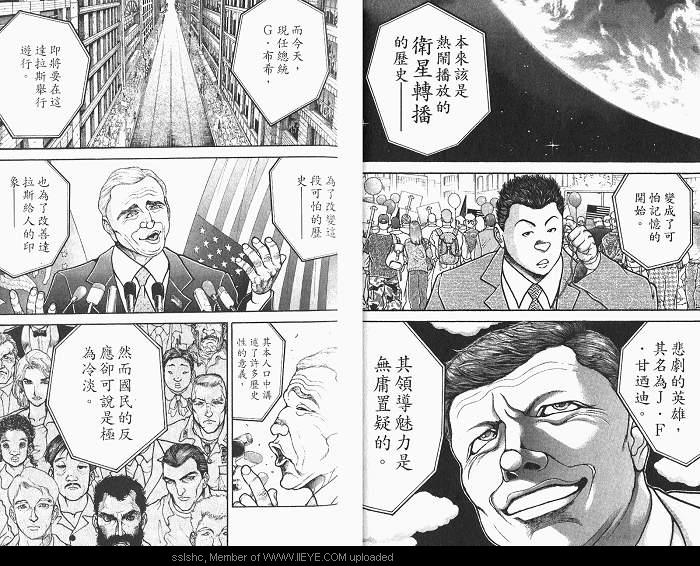 本來該是
熱鬧播放的
衛星轉播
的歷史——
變成了可
怕記憶的
開始。
悲劇的英雄，
其名為J・F
・甘迺迪。
其領導魅力是
無庸置疑的。
而今天，
現任總統
G・布希，
即將要在這
達拉斯舉行
遊行。
為了改變這
段可怕的歷
史——
也為了改善達
拉斯給人的印
象——
其本人口中講
述了許多歷史
性的意義，
然而國民的反
應卻可說是極
為冷淡。
sslshc, Member of WWW.IIEYE.COM uploaded